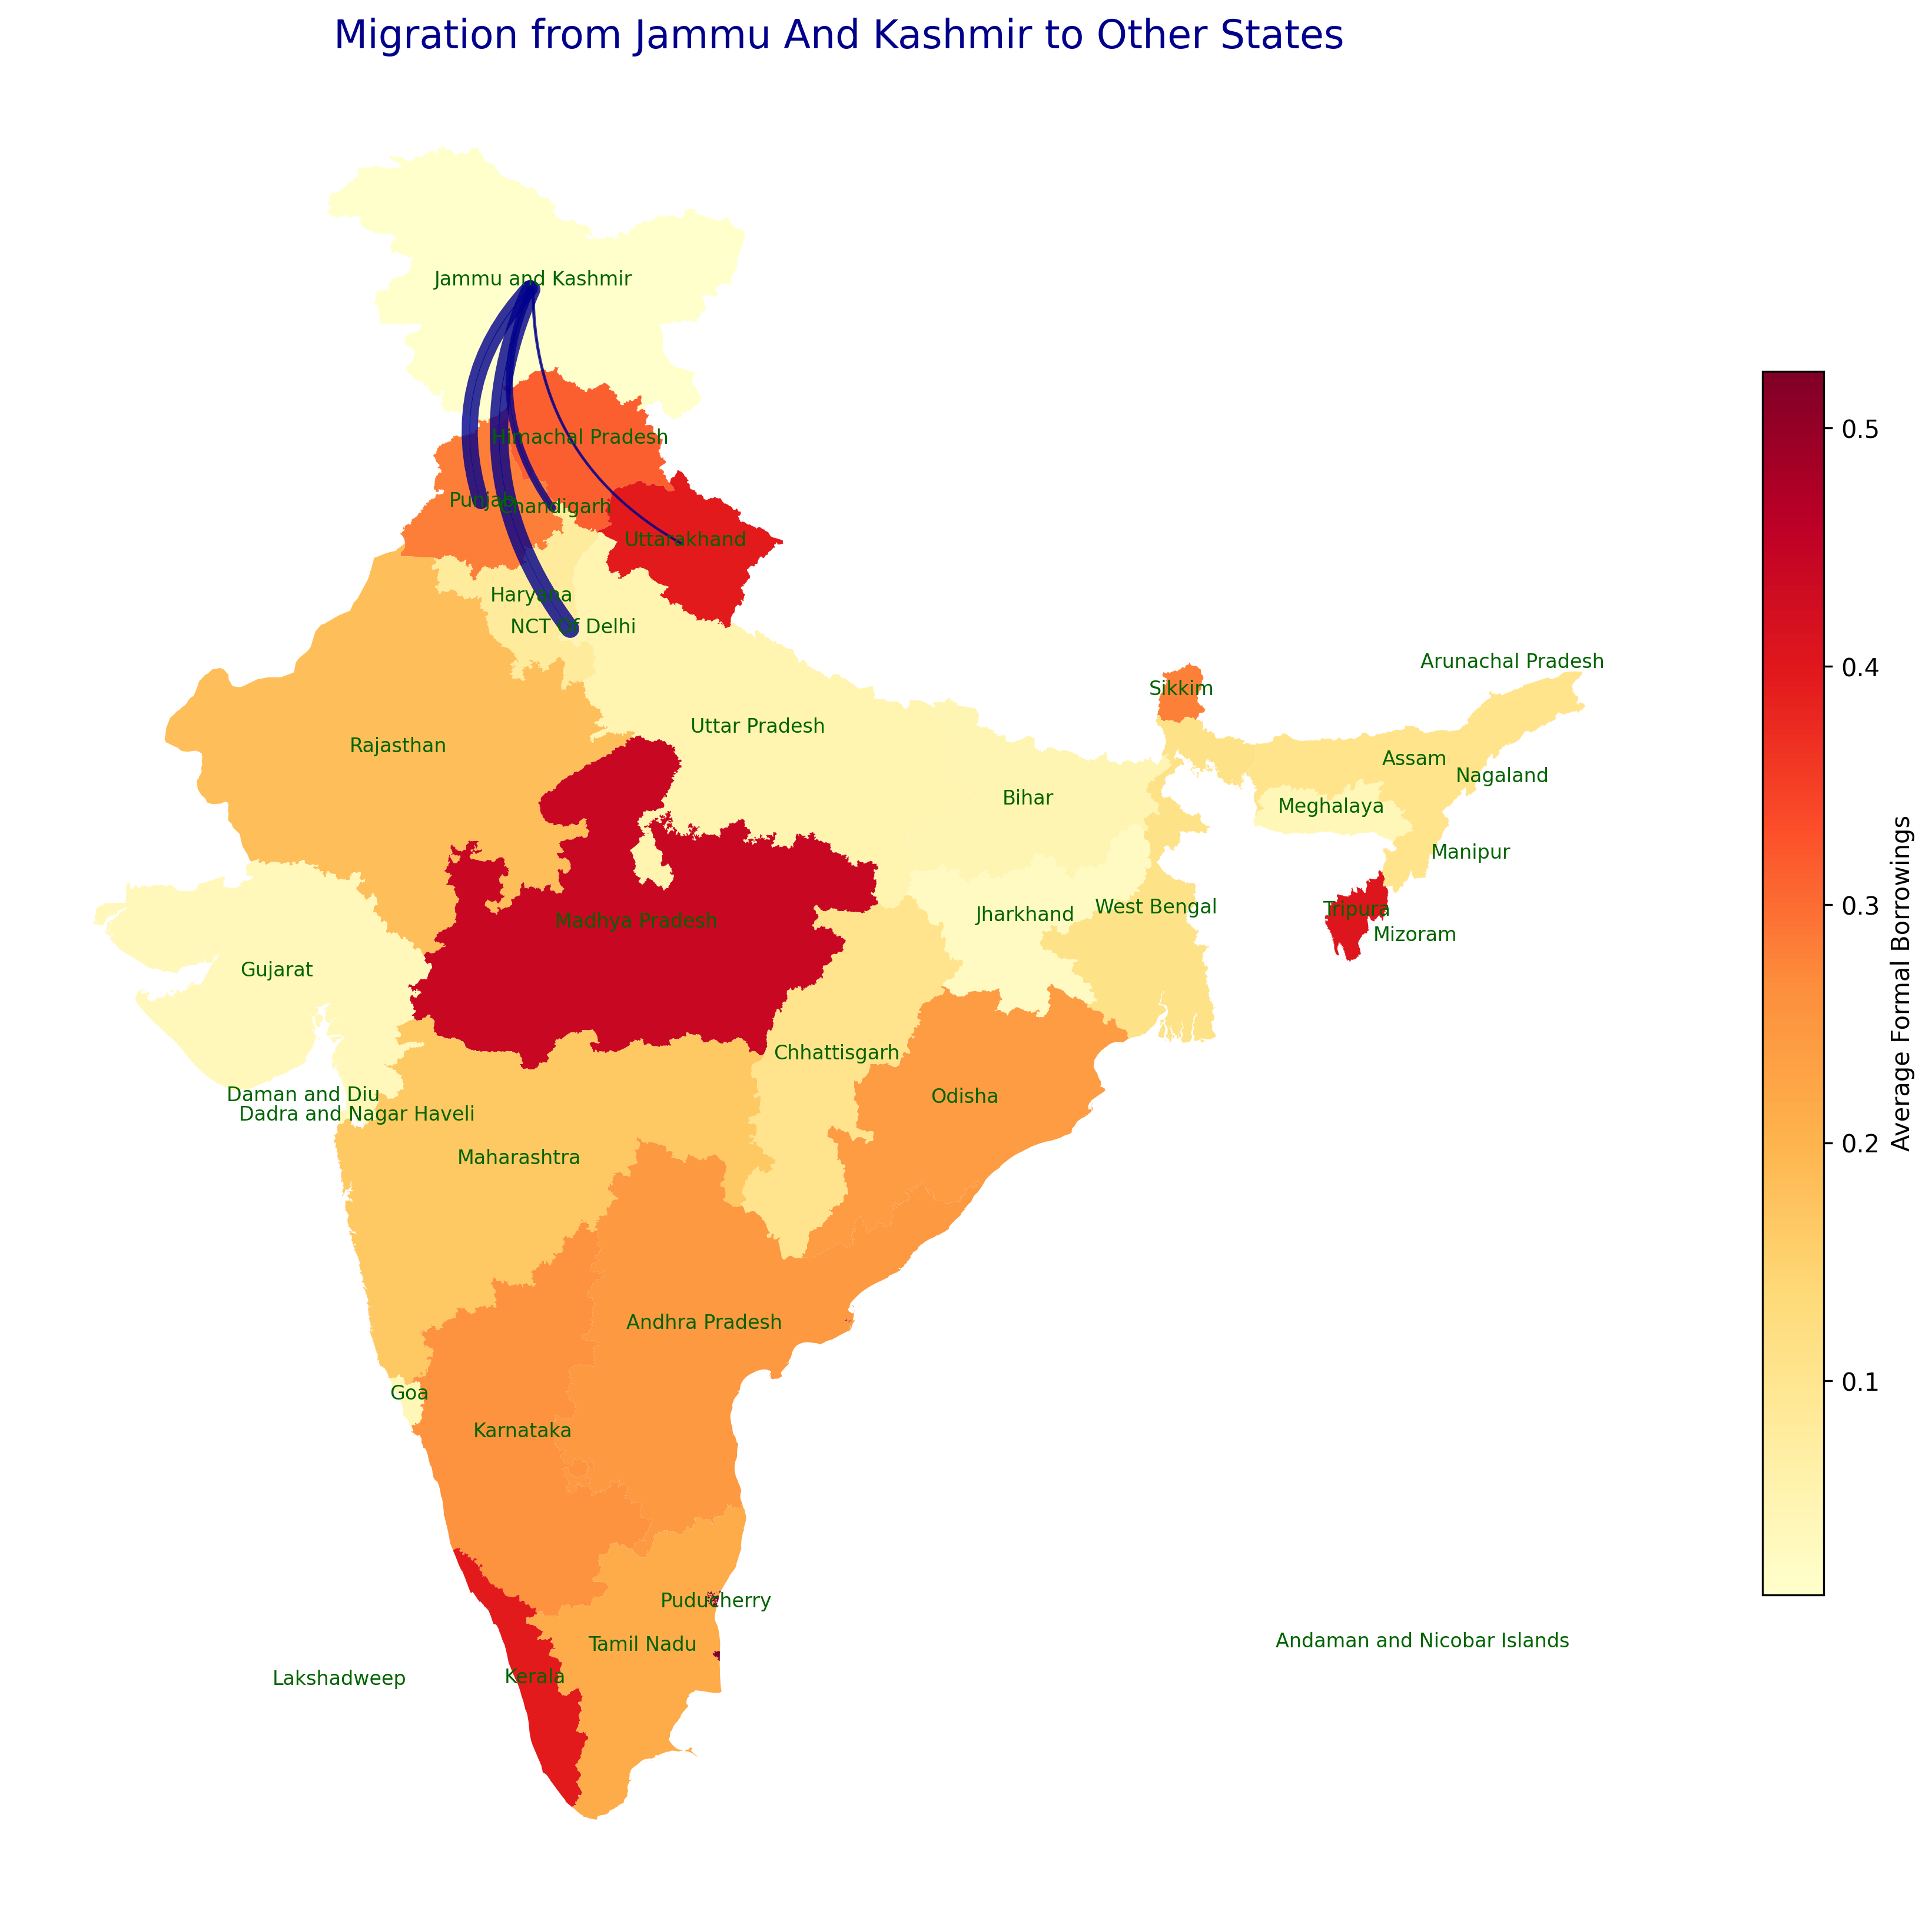 Migration from Jammu And Kashmir to Other States
Jammu and Kashmir
Himachal Pradesh
Punjab
Chandigarh
Uttarakhand
Haryana
NCT Of Delhi
Arunachal Pradesh
Sikkim
Uttar Pradesh
Rajasthan
Assam
Nagaland
Bihar
Meghalaya
Manipur
Tripura
West Bengal
Jharkhand
Madhya Pradesh
Mizoram
Gujarat
Chhattisgarh
Daman and Diu
Odisha
Dadra and Nagar Haveli
Maharashtra
Andhra Pradesh
Goa
Karnataka
Puducherry
Tamil Nadu
Andaman and Nicobar Islands
Kerala
Lakshadweep
0.5
0.4
0.3
0.2
0.1
Average Formal Borrowings